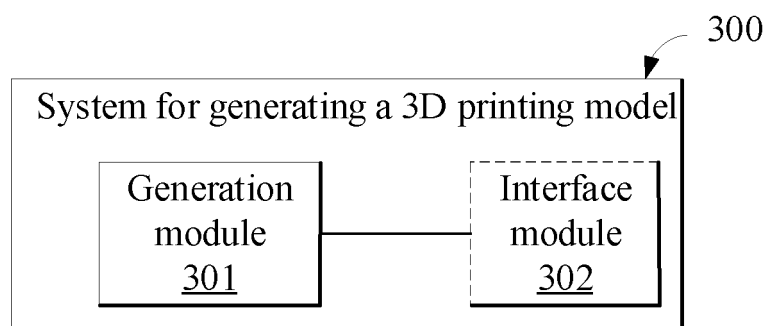 300
System for generating a 3D printing model
Generation
module
301
Interface
module
302